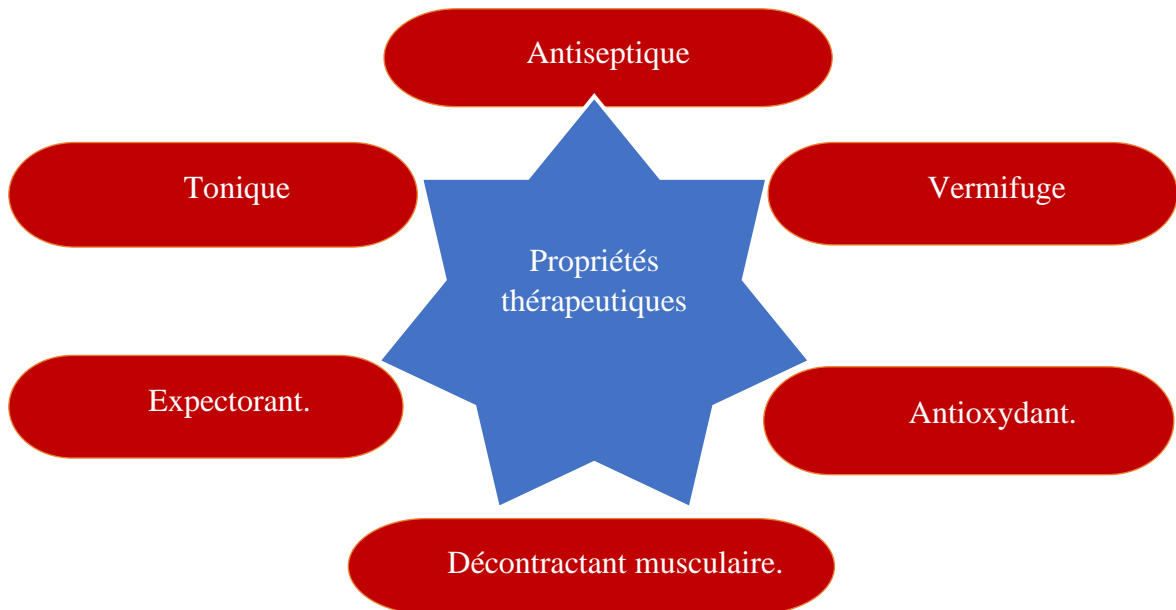 Antiseptique
Tonique
Vermifuge
Propriétés
thérapeutiques
Expectorant.
Antioxydant.
Décontractant musculaire.